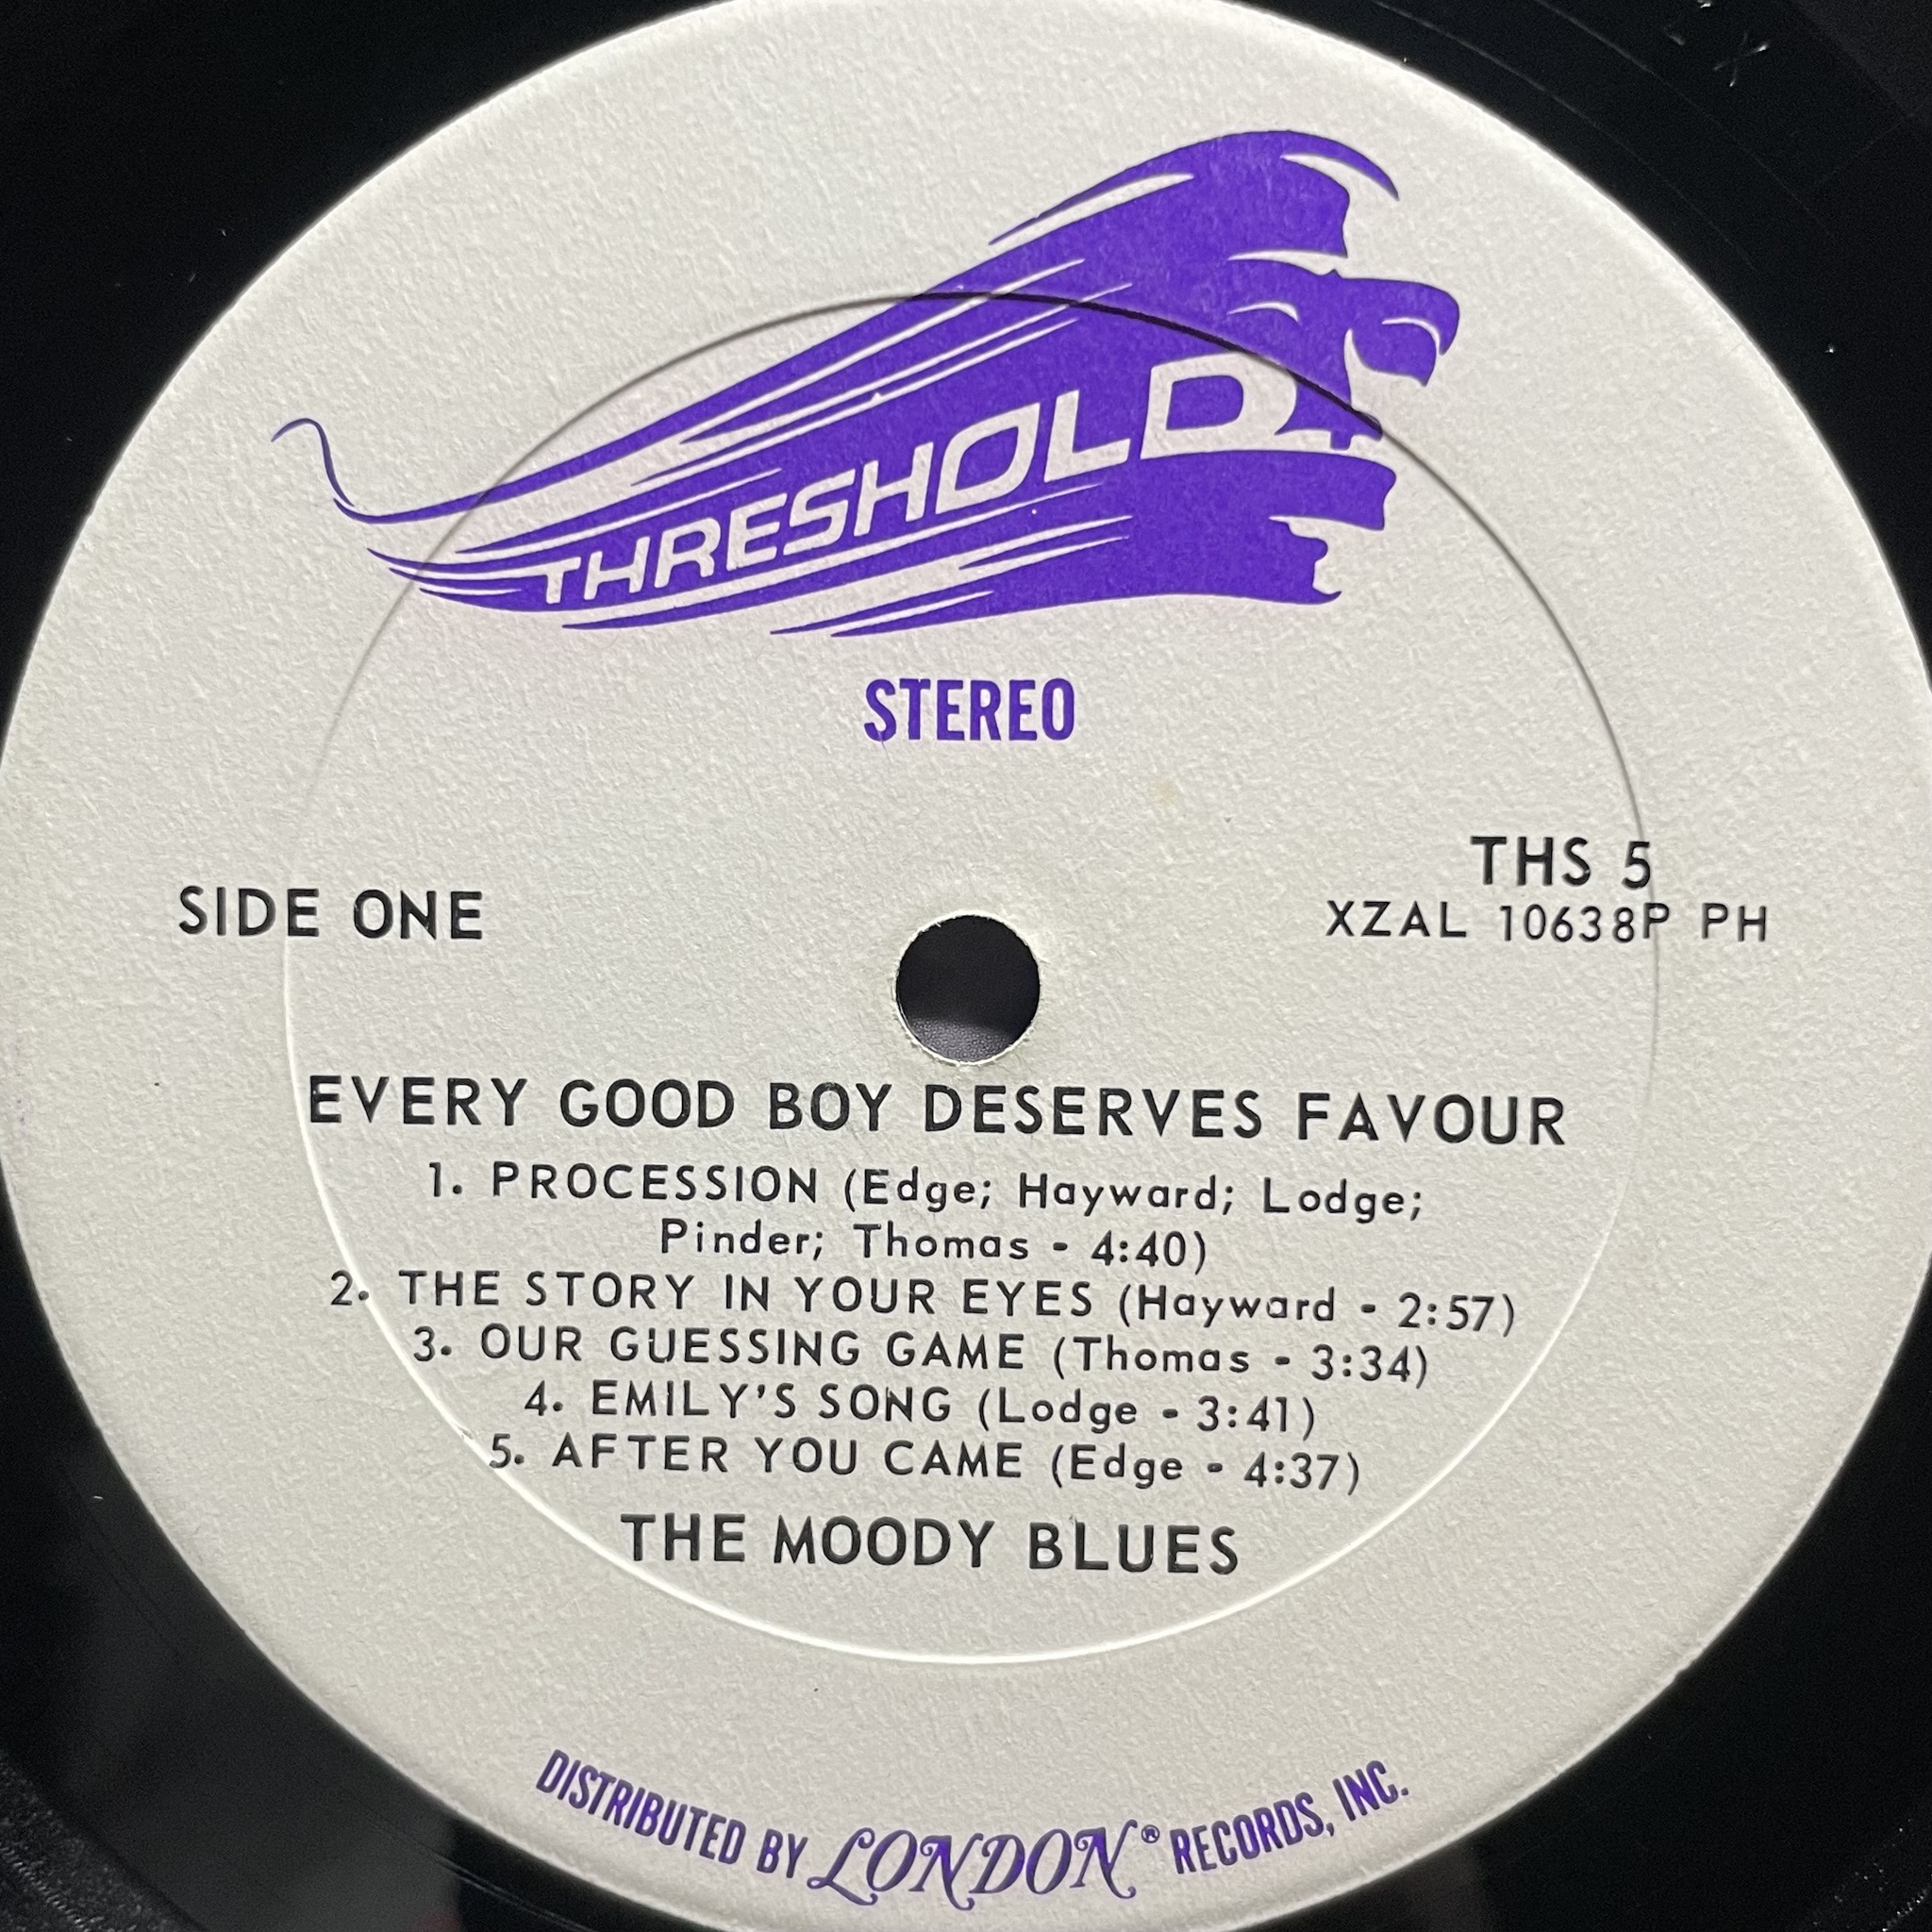 THRESHOLD
STEREO
SIDE ONE
THS 5
XZAL 10638P PH
EVERY GOOD BOY DESERVES FAVOUR
1. PROCESSION (Edge; Hayward; Lodge;
Pinder; Thomas - 4:40)
2. THE STORY IN YOUR EYES (Hayward - 2:57)
3. OUR GUESSING GAME (Thomas - 3:34)
4. EMILY'S SONG (Lodge - 3:41)
5. AFTER YOU CAME (Edge - 4:37)
THE MOODY BLUES
DISTRIBUTED BY LONDON® RECORDS, INC.